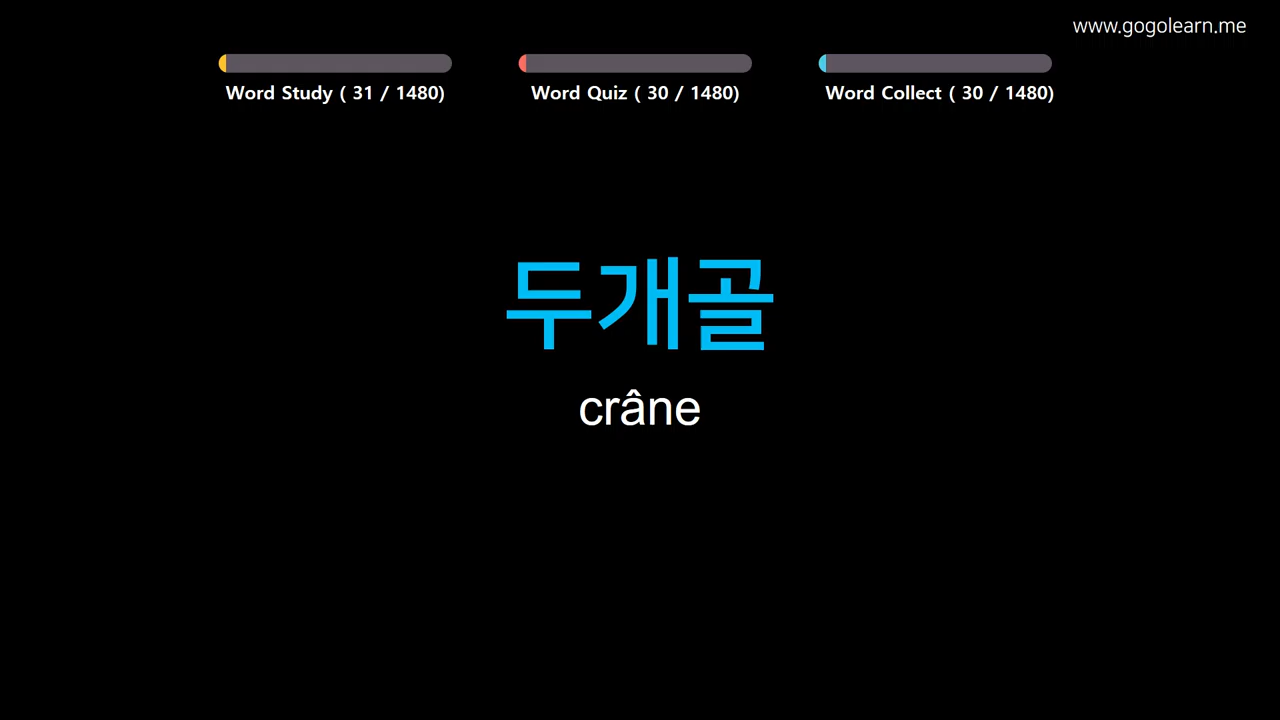 www.gogolearn.me
Word Study ( 31 / 1480)
Word Quiz ( 30 / 1480)
Word Collect ( 30 / 1480)
두개골
crâne